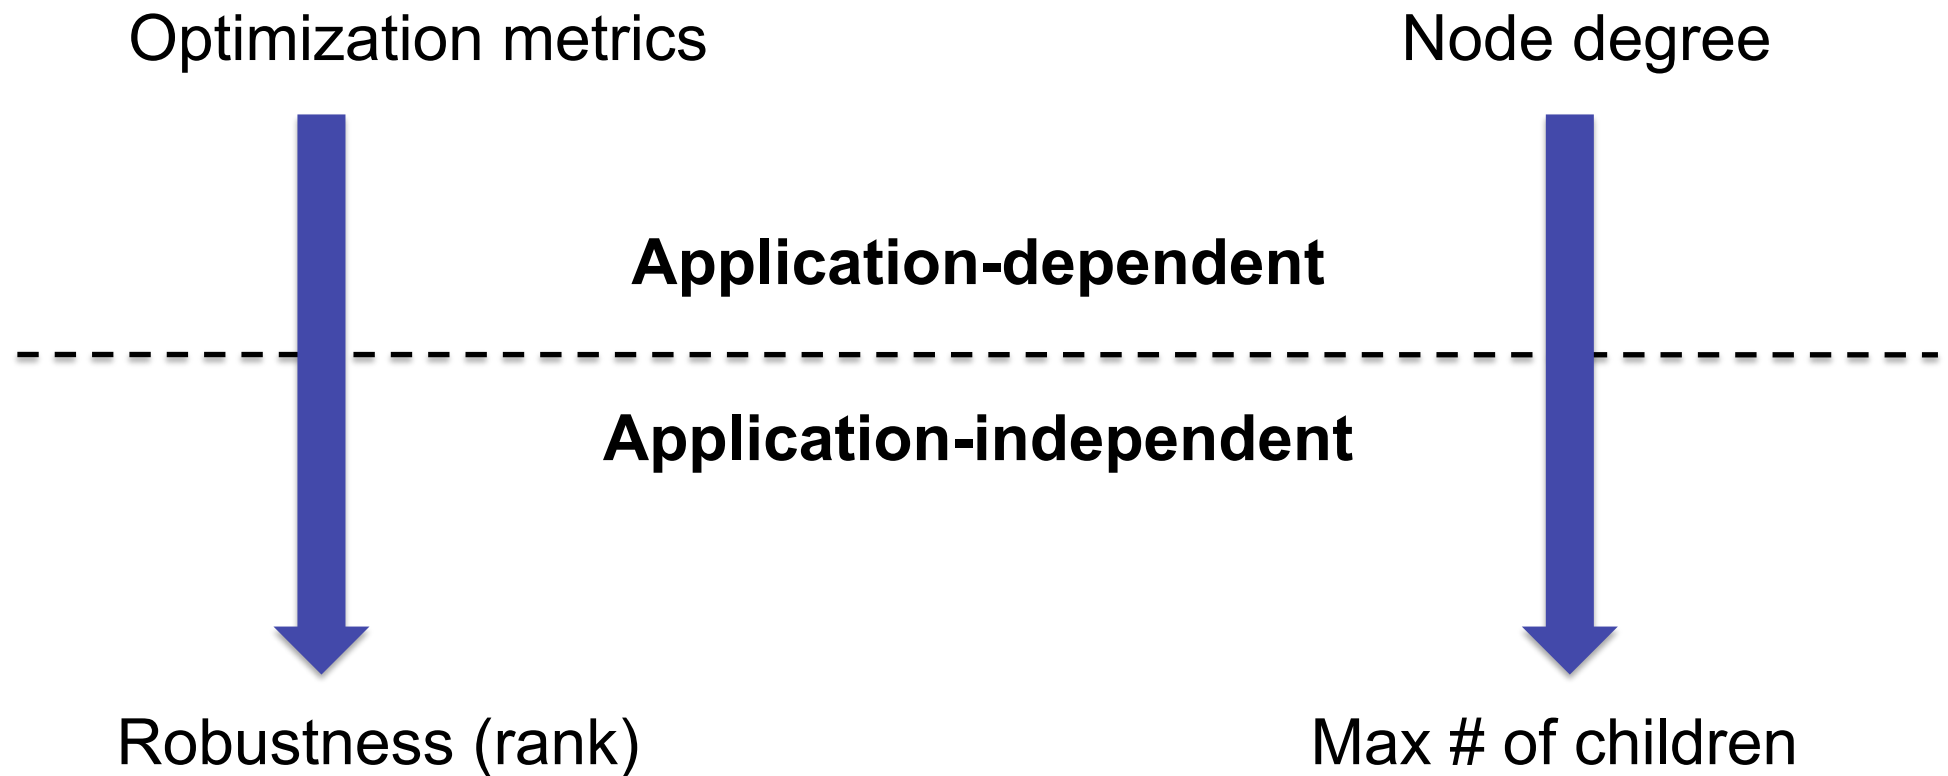 Optimization metrics
Node degree
Application-dependent
Application-independent
Robustness (rank)
Max # of children